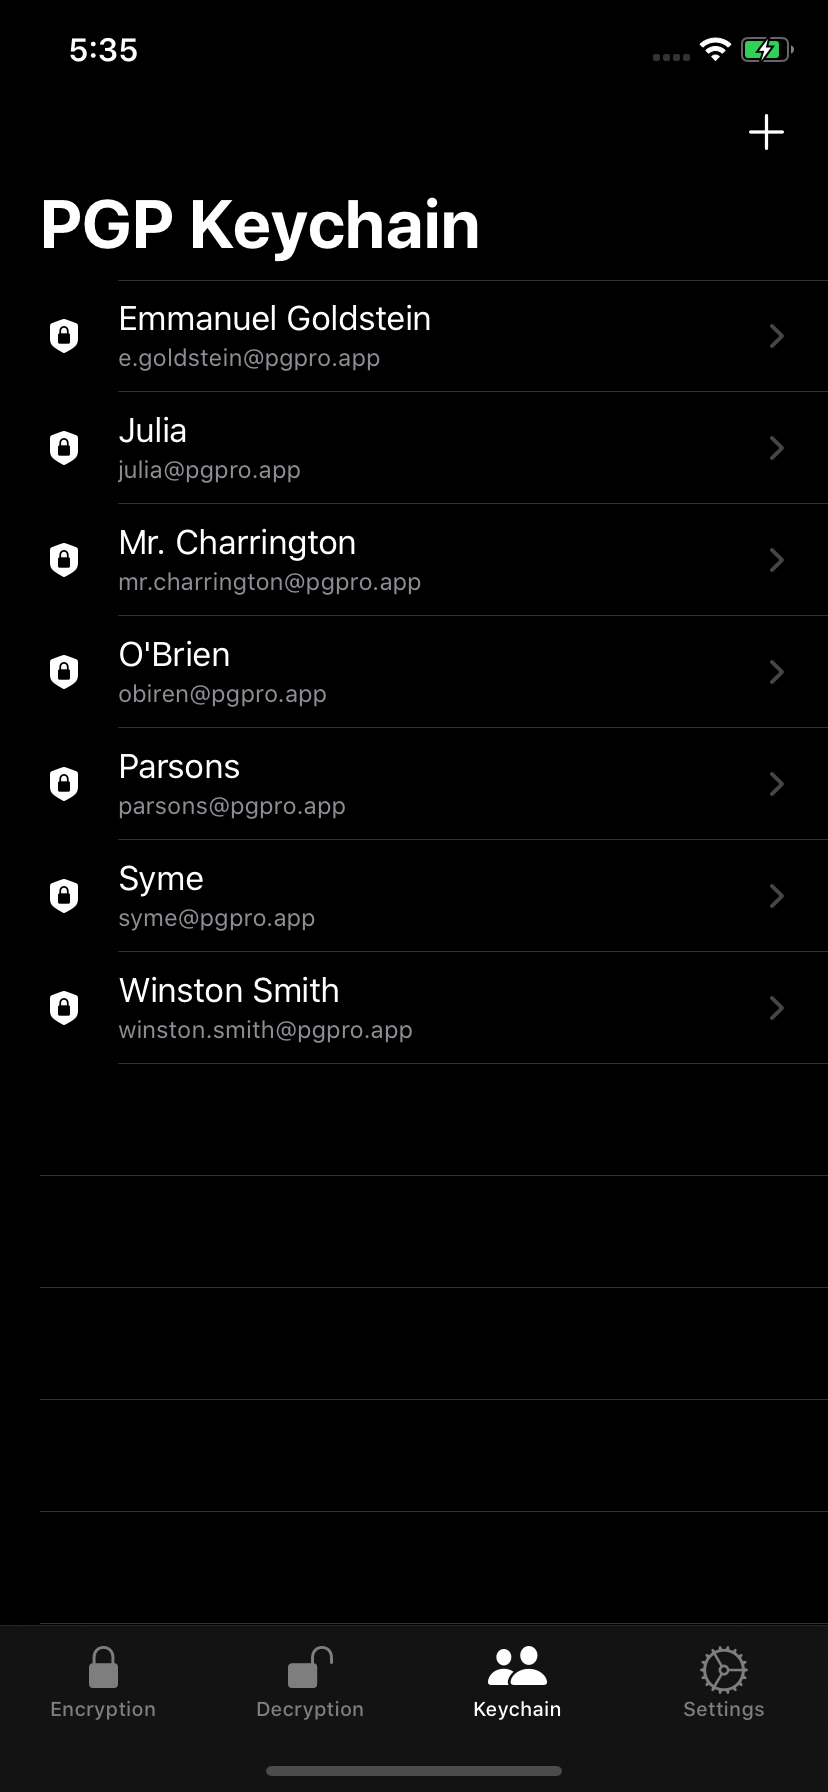 5:35
PGP Keychain
Emmanuel Goldstein
e.goldstein@pgpro.app
Julia
julia@pgpro.app
Mr. Charrington
mr.charrington@pgpro.app
O'Brien
obiren@pgpro.app
Parsons
parsons@pgpro.app
Syme
syme@pgpro.app
Winston Smith
winston.smith@pgpro.app
Encryption Decryption Keychain Settings